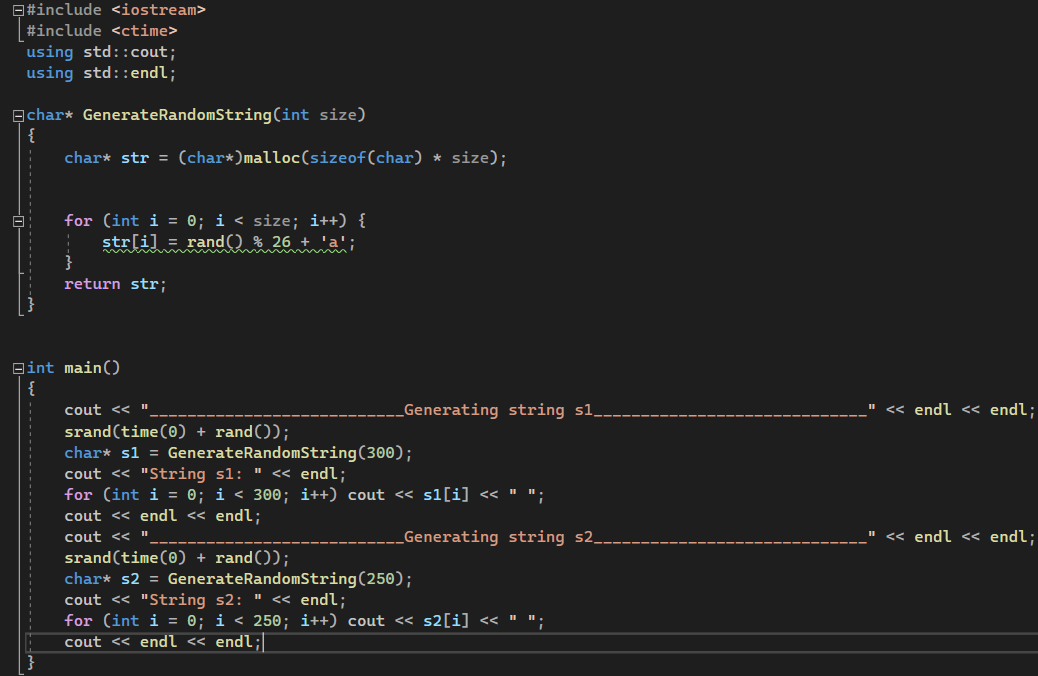 #include <iostream>
#include <ctime>
using std::cout;
using std::endl;
char* GenerateRandomString(int size)
{
char* str = (char*)malloc(sizeof(char) * size);
for (int i = 0; i < size; i++) {
str[i] = rand() % 26 + 'a';
}
return str;
}
int main()
{
cout << "___________________________Generating string s1_____________________________" << endl << endl;
srand(time(0) + rand());
char* s1 = GenerateRandomString(300);
cout << "String s1: " << endl;
for (int i = 0; i < 300; i++) cout << s1[i] << " ";
cout << endl << endl;
cout << "___________________________Generating string s2_____________________________" << endl << endl;
srand(time(0) + rand());
char* s2 = GenerateRandomString(250);
cout << "String s2: " << endl;
for (int i = 0; i < 250; i++) cout << s2[i] << " ";
cout << endl << endl;
}